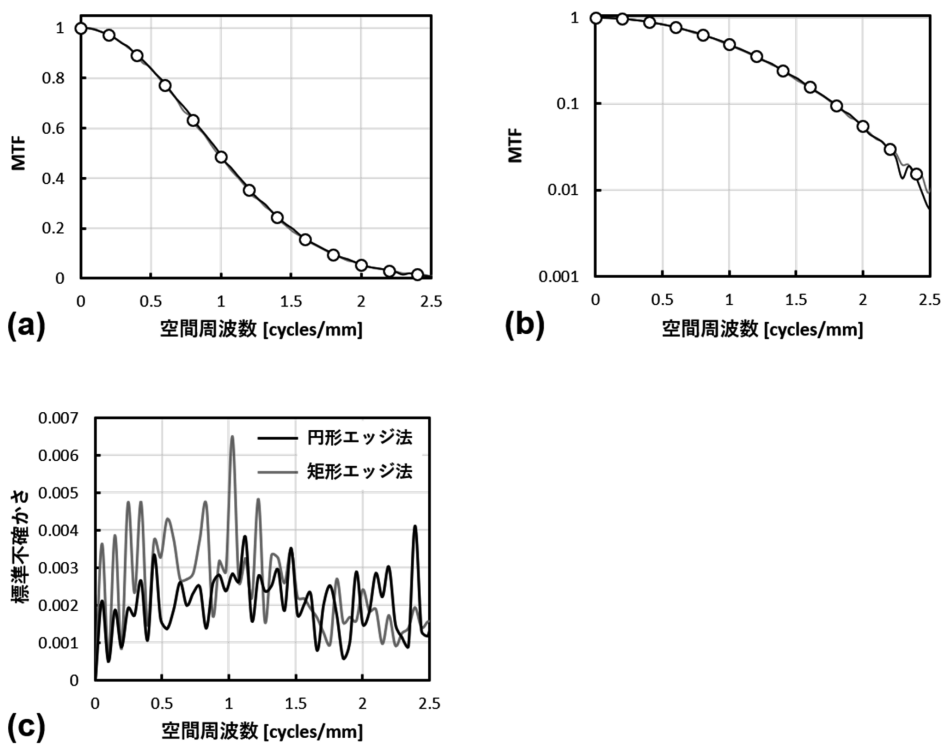 1
0.8
0.6
0.4
0.2
0
MTF
0 0.5 1 1.5 2 2.5
空間周波数 [cycles/mm]
(a)
1
0.1
0.01
0.001
MTF
0 0.5 1 1.5 2 2.5
空間周波数 [cycles/mm]
(b)
0.007
0.006
0.005
0.004
0.003
0.002
0.001
0
標準不確かさ
円形エッジ法
矩形エッジ法
0 0.5 1 1.5 2 2.5
空間周波数 [cycles/mm]
(c)